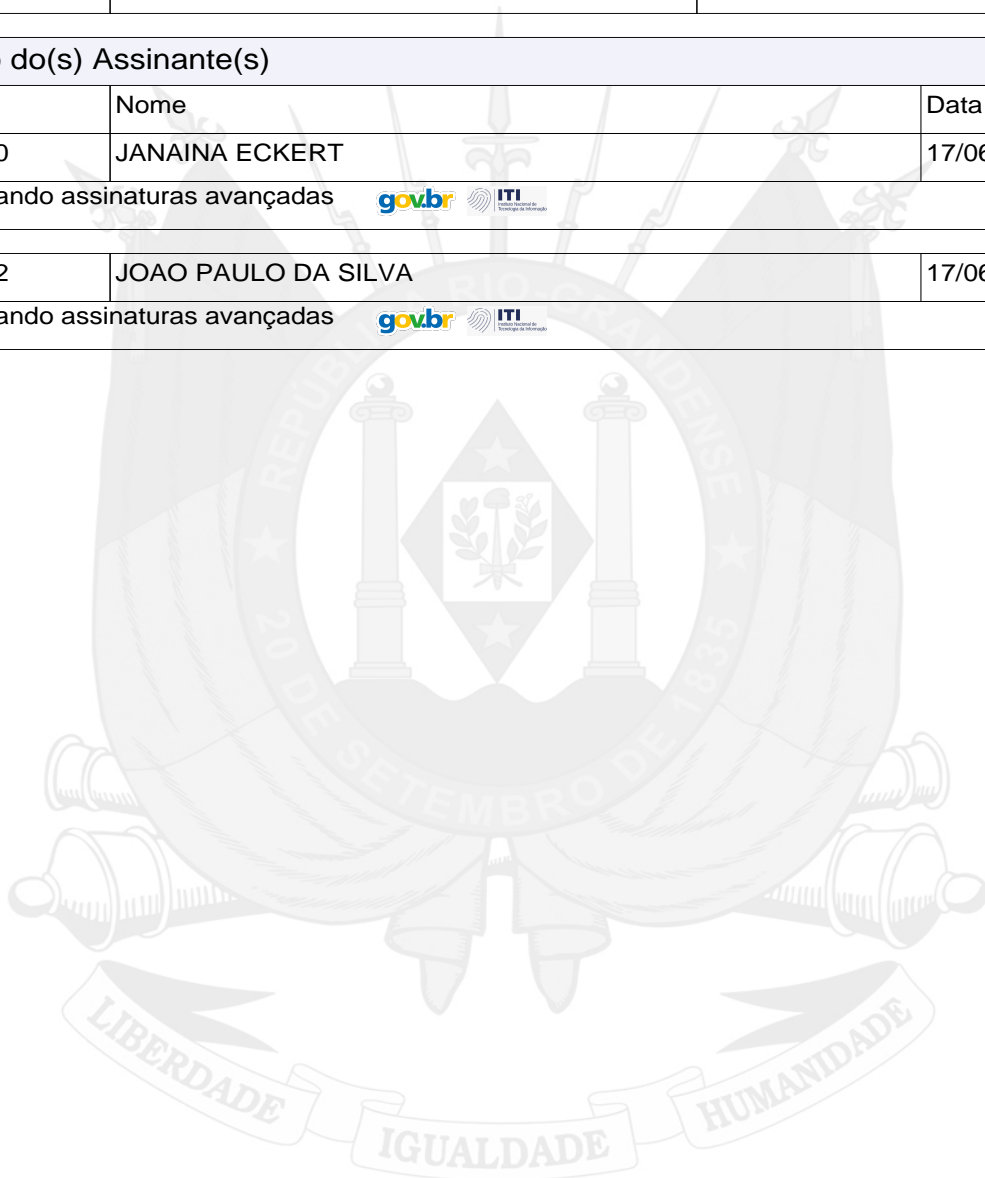 do(s) Assinante(s)
Nome Data
0 JANAINA ECKERT 17/06
ando assinaturas avançadas gov.br ITI
2 JOAO PAULO DA SILVA 17/06
ando assinaturas avançadas gov.br ITI
REPÚBLICA RIO-GRANDENSE
20 DE SETEMBRO DE 1835
LIBERDADE IGUALDADE HUMANIDADE